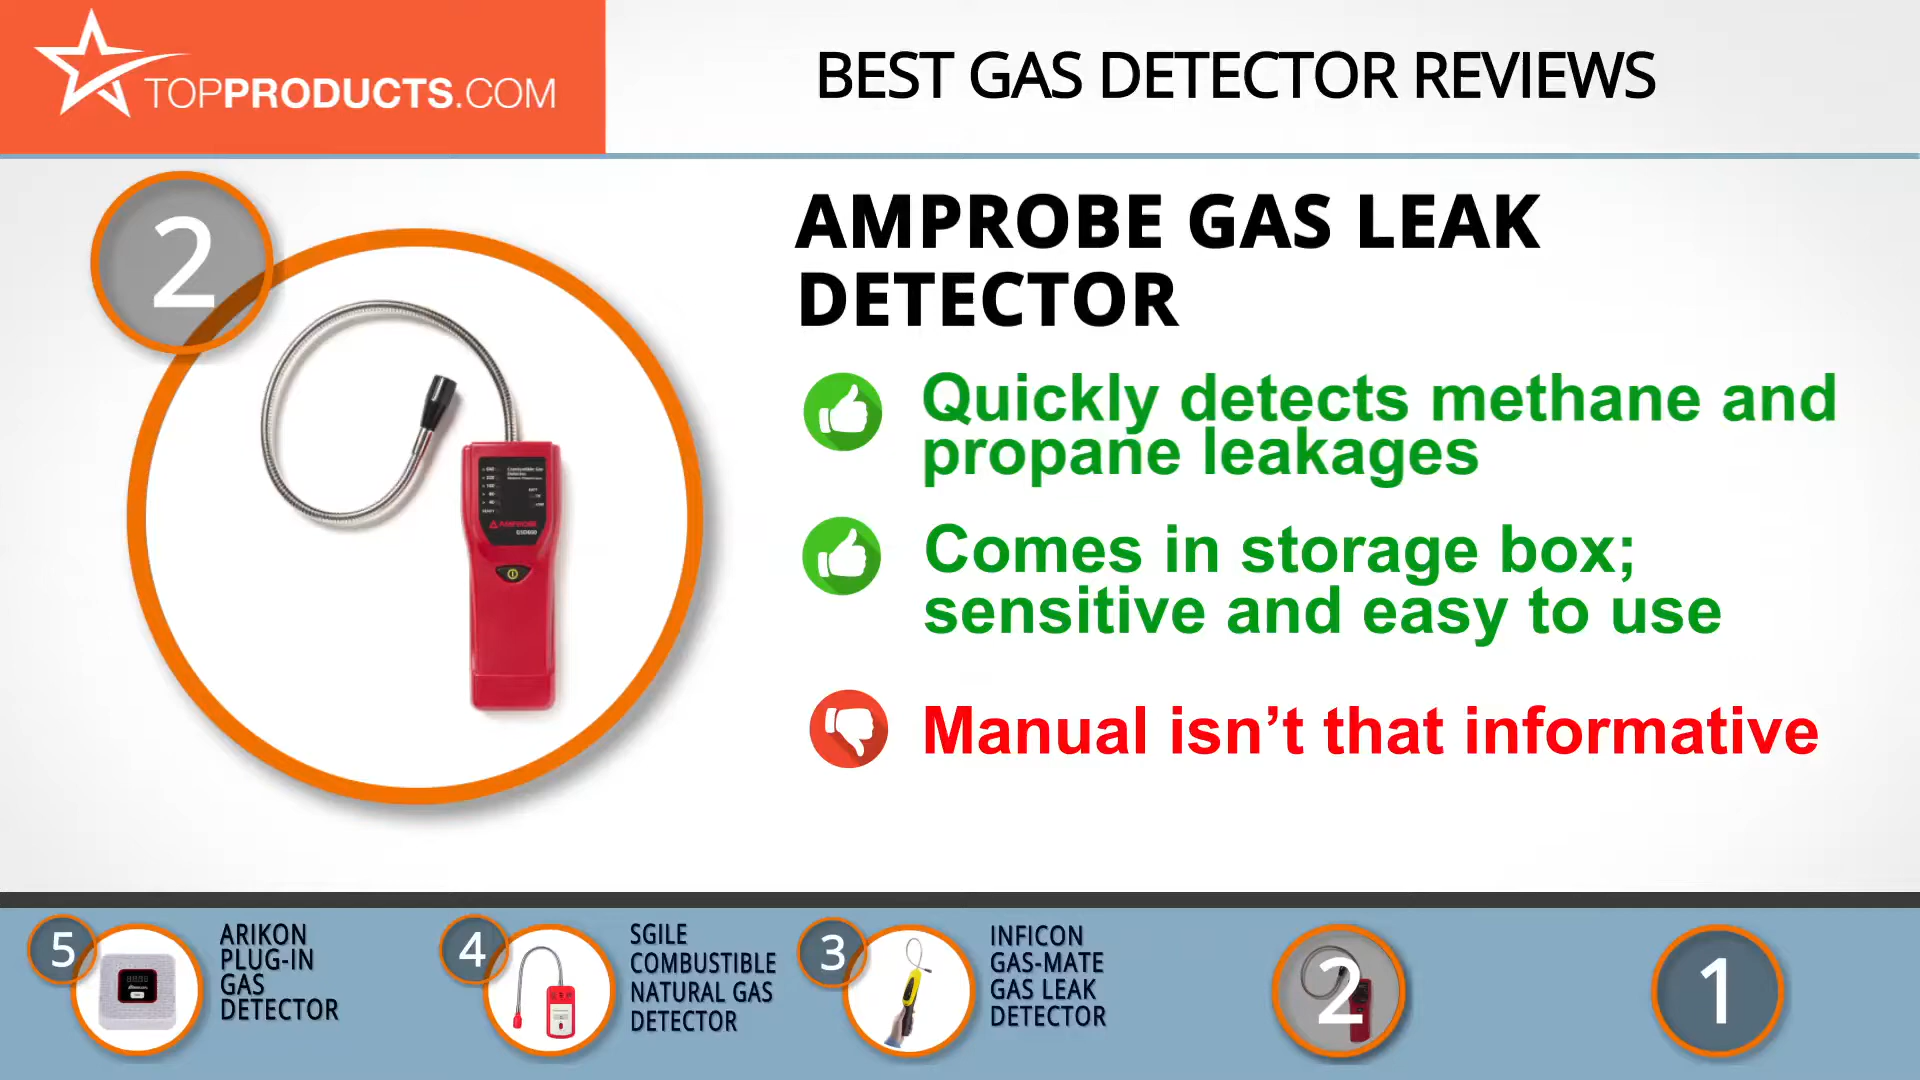 TOPPRODUCTS.COM
BEST GAS DETECTOR REVIEWS
2
AMPROBE GAS LEAK
DETECTOR
Quickly detects methane and
propane leakages
Comes in storage box;
sensitive and easy to use
Manual isn’t that informative
AMPROBE
5
ARIKON
PLUG-IN
GAS
DETECTOR
4
SGILE
COMBUSTIBLE
NATURAL GAS
DETECTOR
3
INFICON
GAS-MATE
GAS LEAK
DETECTOR
2
1